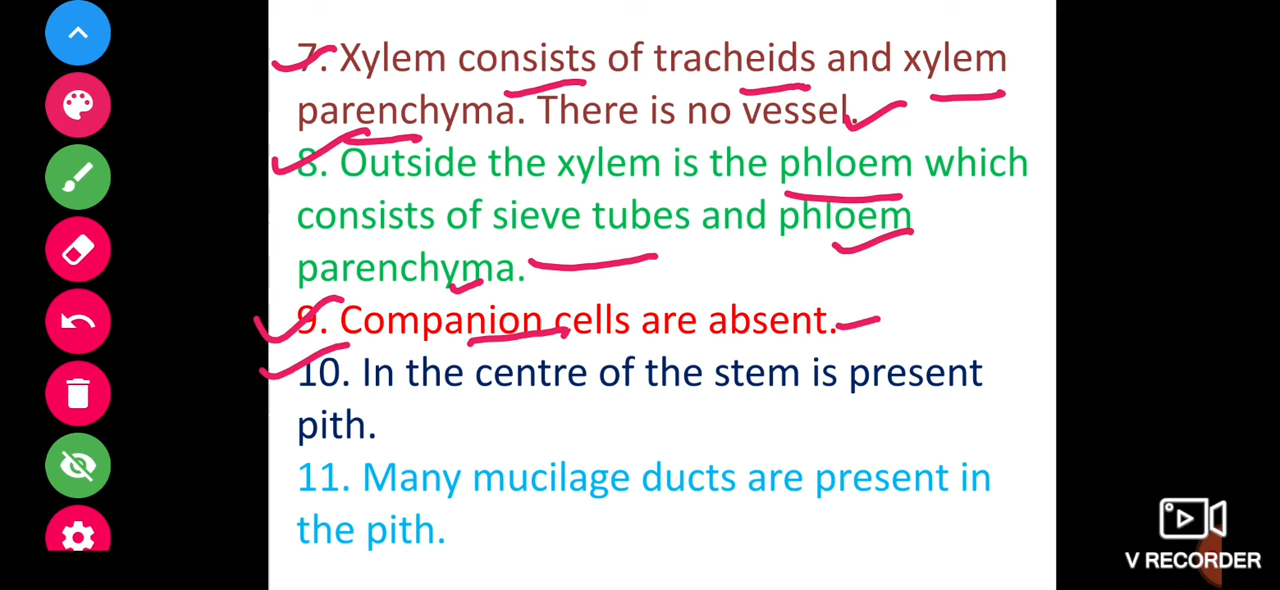 7. Xylem consists of tracheids and xylem
parenchyma. There is no vessel.
8. Outside the xylem is the phloem which
consists of sieve tubes and phloem
parenchyma.
9. Companion cells are absent.
10. In the centre of the stem is present
pith.
11. Many mucilage ducts are present in
the pith.
V RECORDER